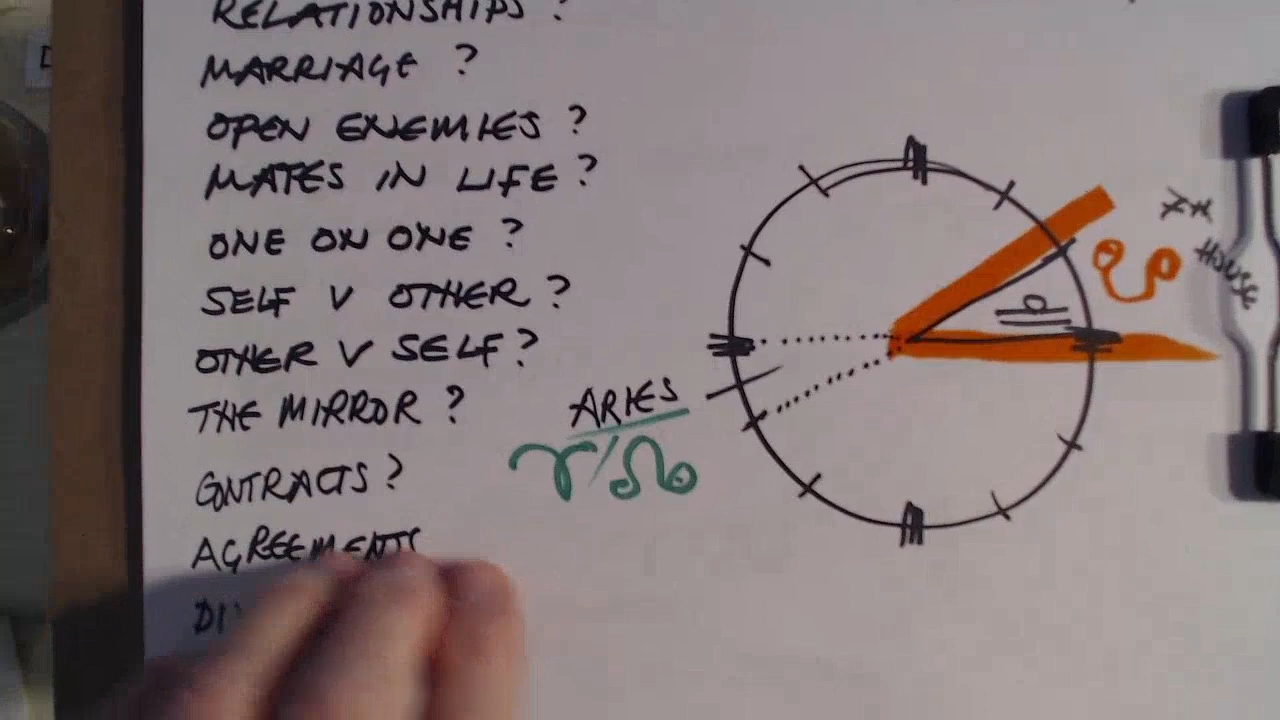 RELATIONSHIPS ?
MARRIAGE ?
OPEN ENEMIES ?
MATES IN LIFE ?
ONE ON ONE ?
SELF V OTHER ?
OTHER V SELF ?
THE MIRROR ?
CONTRACTS ?
AGREEMENTS
ARIES
♈/☊
☋
♎
HOUSE